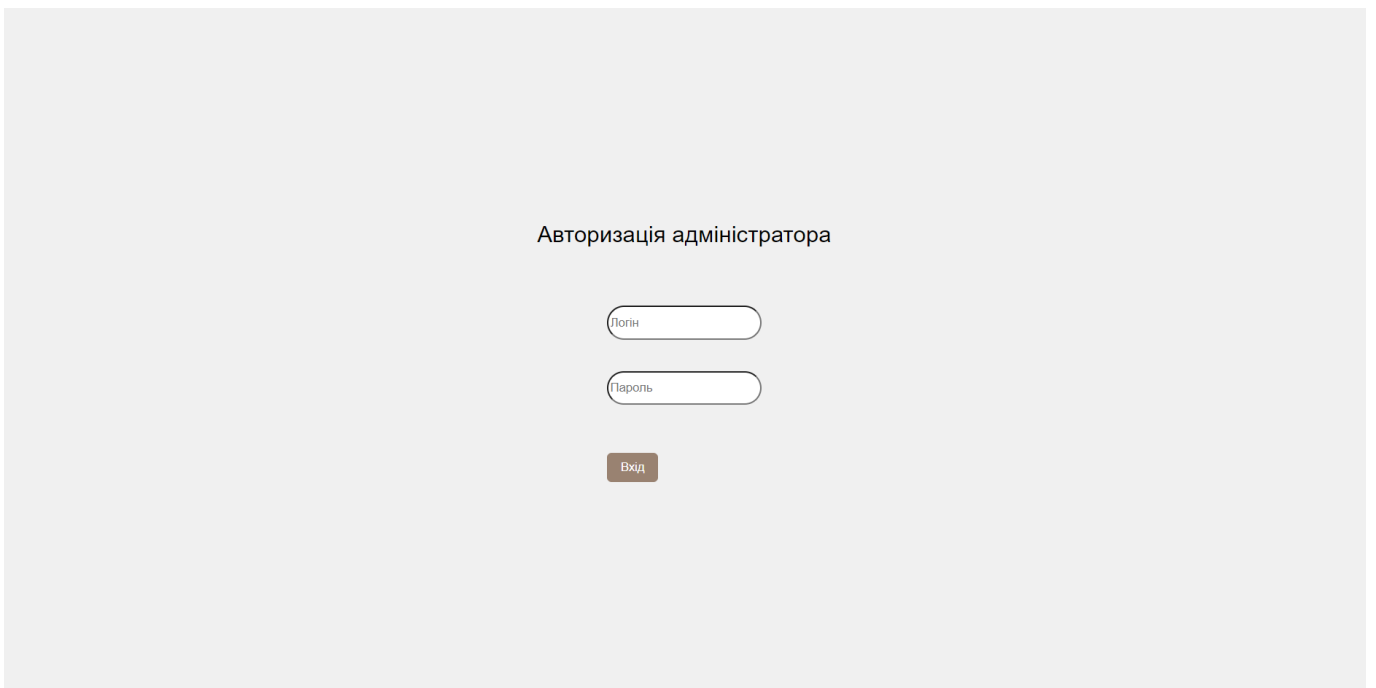 Авторизація адміністратора
Логін
Пароль
Вхід